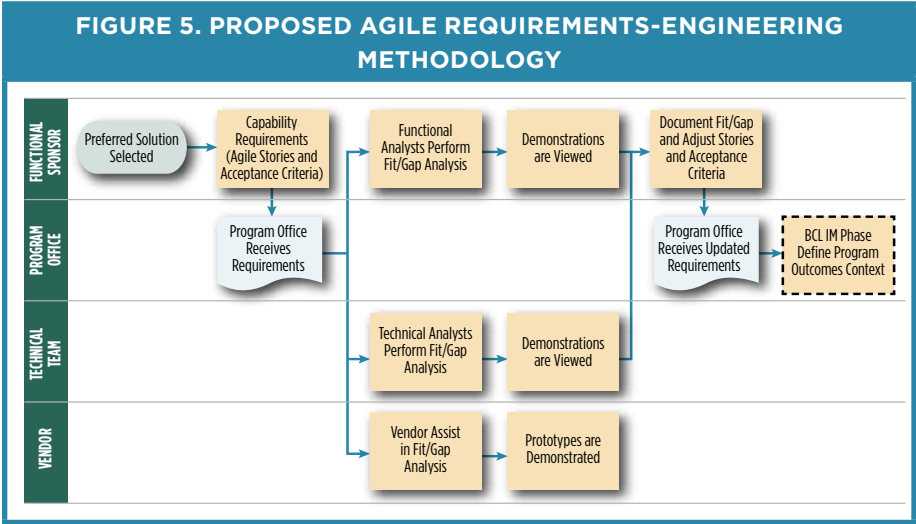 FIGURE 5. PROPOSED AGILE REQUIREMENTS-ENGINEERING
METHODOLOGY
FUNCTIONAL
SPONSOR
Preferred Solution
Selected
Capability
Requirements
(Agile Stories and
Acceptance Criteria)
Functional
Analysts Perform
Fit/Gap Analysis
Demonstrations
are Viewed
Document Fit/Gap
and Adjust Stories
and Acceptance
Criteria
PROGRAM
OFFICE
Program Office
Receives
Requirements
Program Office
Receives Updated
Requirements
BCL IM Phase
Define Program
Outcomes Context
TECHNICAL
TEAM
Technical Analysts
Perform Fit/Gap
Analysis
Demonstrations
are Viewed
VENDOR
Vendor Assist
in Fit/Gap
Analysis
Prototypes are
Demonstrated